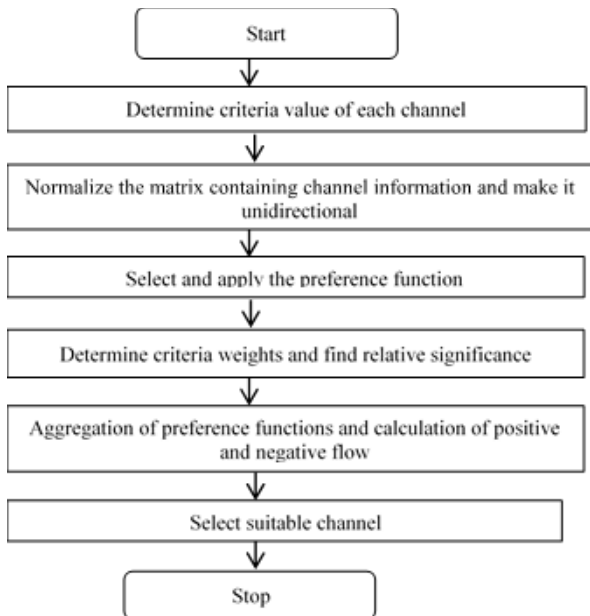 Start
Determine criteria value of each channel
Normalize the matrix containing channel information and make it
unidirectional
Select and apply the preference function
Determine criteria weights and find relative significance
Aggregation of preference functions and calculation of positive
and negative flow
Select suitable channel
Stop